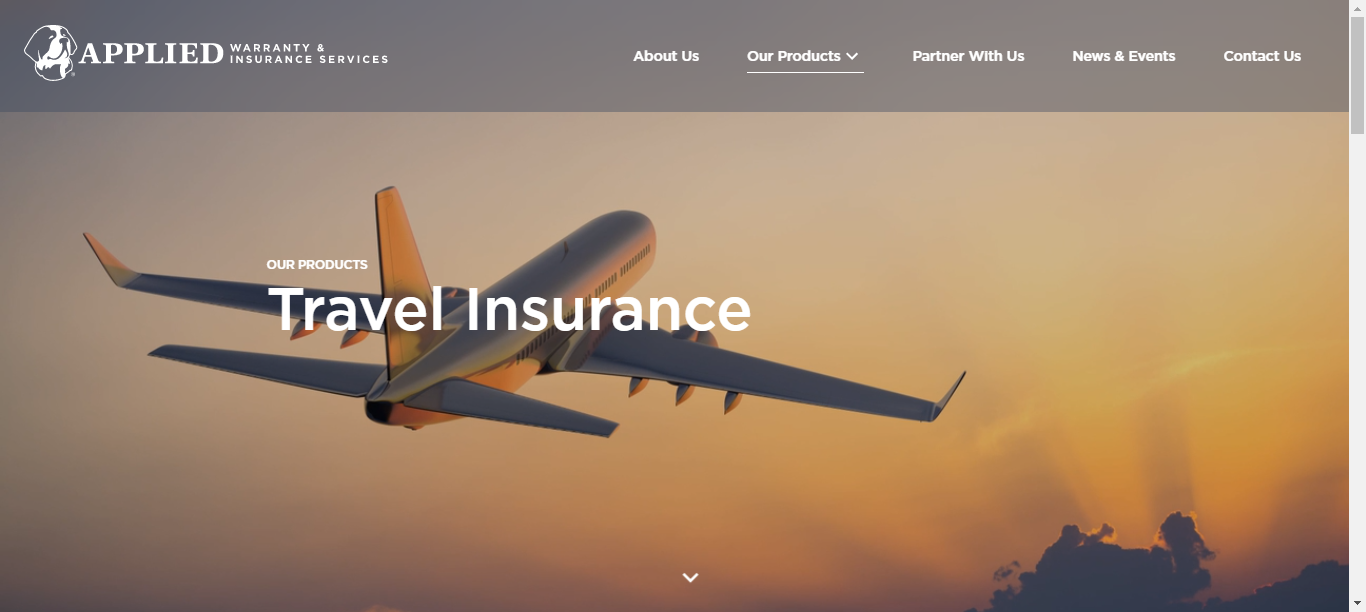 APPLIED
WARRANTY &
INSURANCE SERVICES
About Us
Our Products
Partner With Us
News & Events
Contact Us
OUR PRODUCTS
Travel Insurance